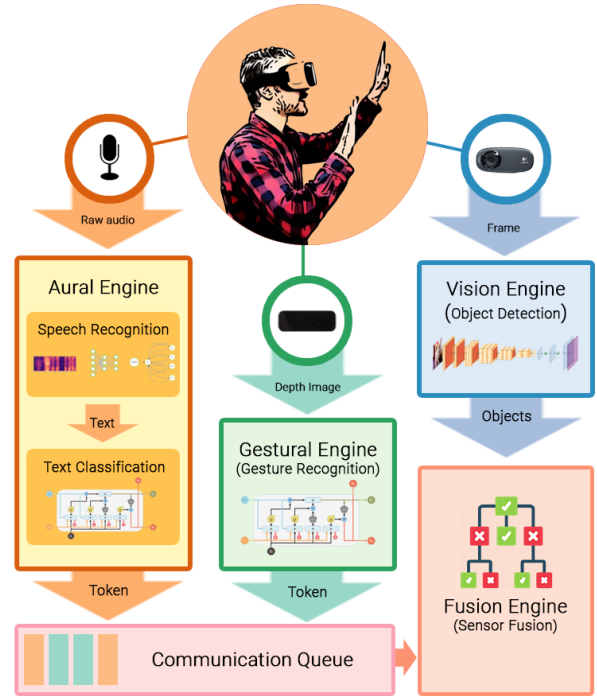 Raw audio
Frame
Aural Engine
Speech Recognition
Text
Text Classification
Token
Depth Image
Gestural Engine
(Gesture Recognition)
Token
Vision Engine
(Object Detection)
Objects
Fusion Engine
(Sensor Fusion)
Communication Queue